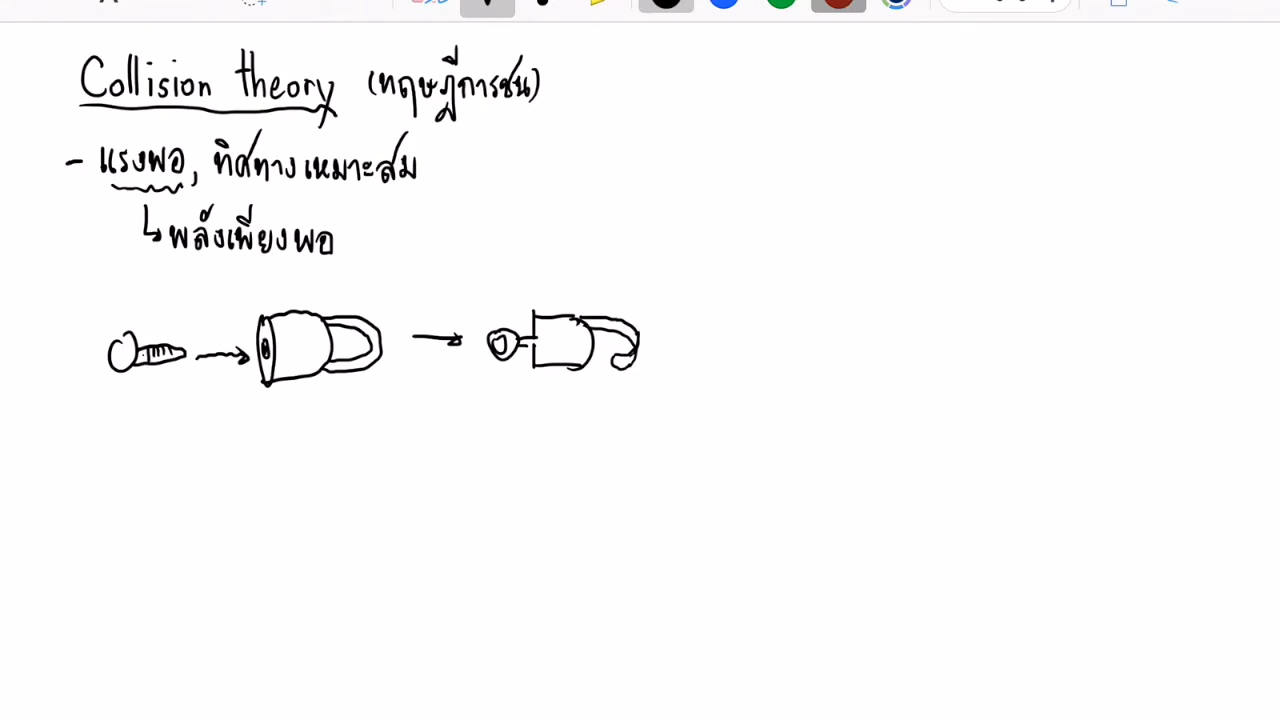 Collision theory (ทฤษฎีการชน)
- แรงพอ, ทิศทางเหมาะสม
↳ พลังเพียงพอ